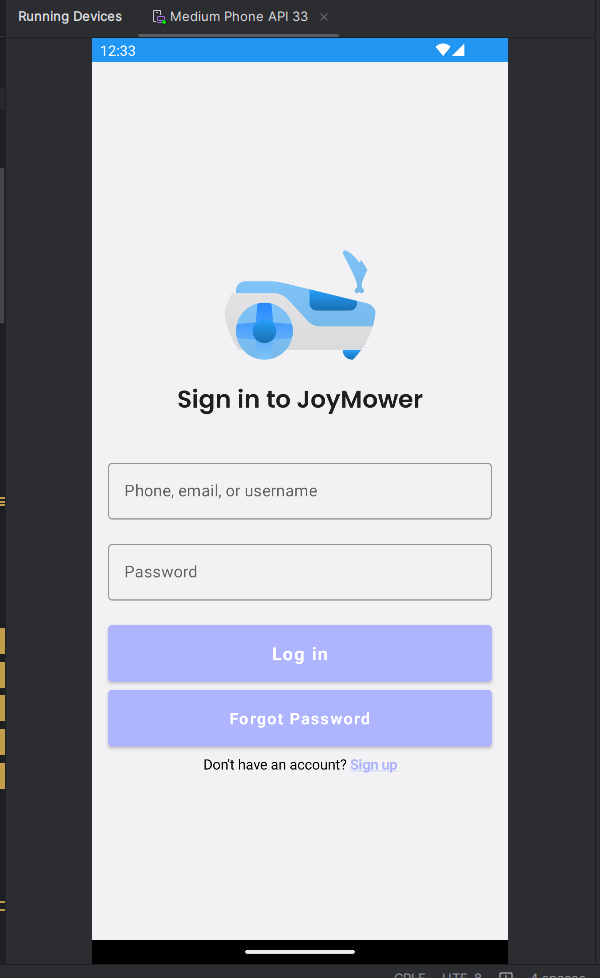 Running Devices
Medium Phone API 33
12:33
Sign in to JoyMower
Phone, email, or username
Password
Log in
Forgot Password
Don't have an account? Sign up
CRLF UTF-8 4 spaces